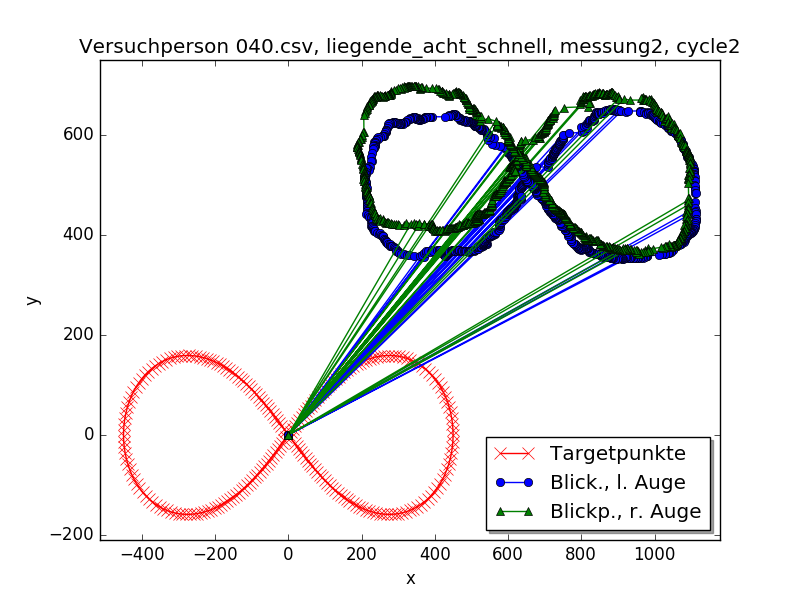 Versuchperson 040.csv, liegende_acht_schnell, messung2, cycle2
600
400
200
0
−200
y
−400
−200
0
200
400
600
800
1000
x
Targetpunkte
Blick., l. Auge
Blickp., r. Auge